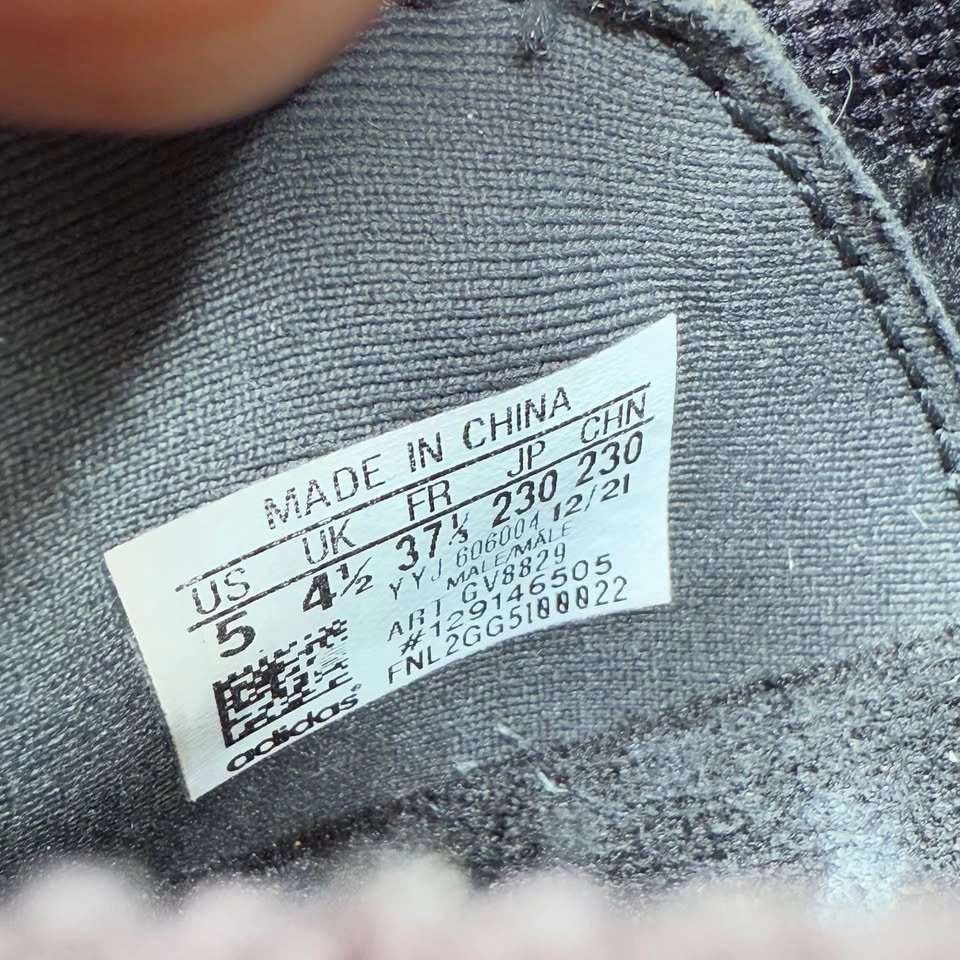 MADE IN CHINA
US UK FR JP CHN
5 4½ 37⅓ 230 230
YYJ 606004 12/21
MALE/MALE
ART GV8829
#129146505
FNL2GG5100022
adidas®